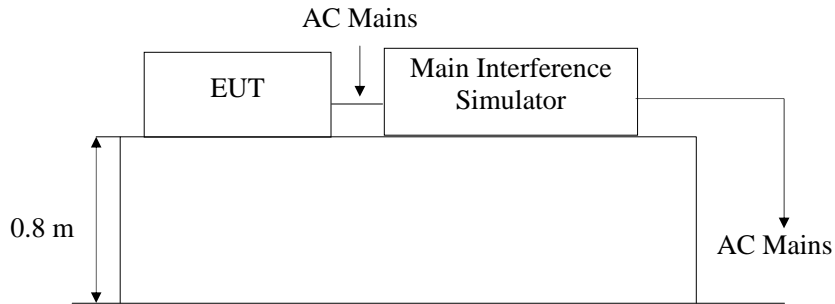 AC Mains
EUT
Main Interference
Simulator
0.8 m
AC Mains